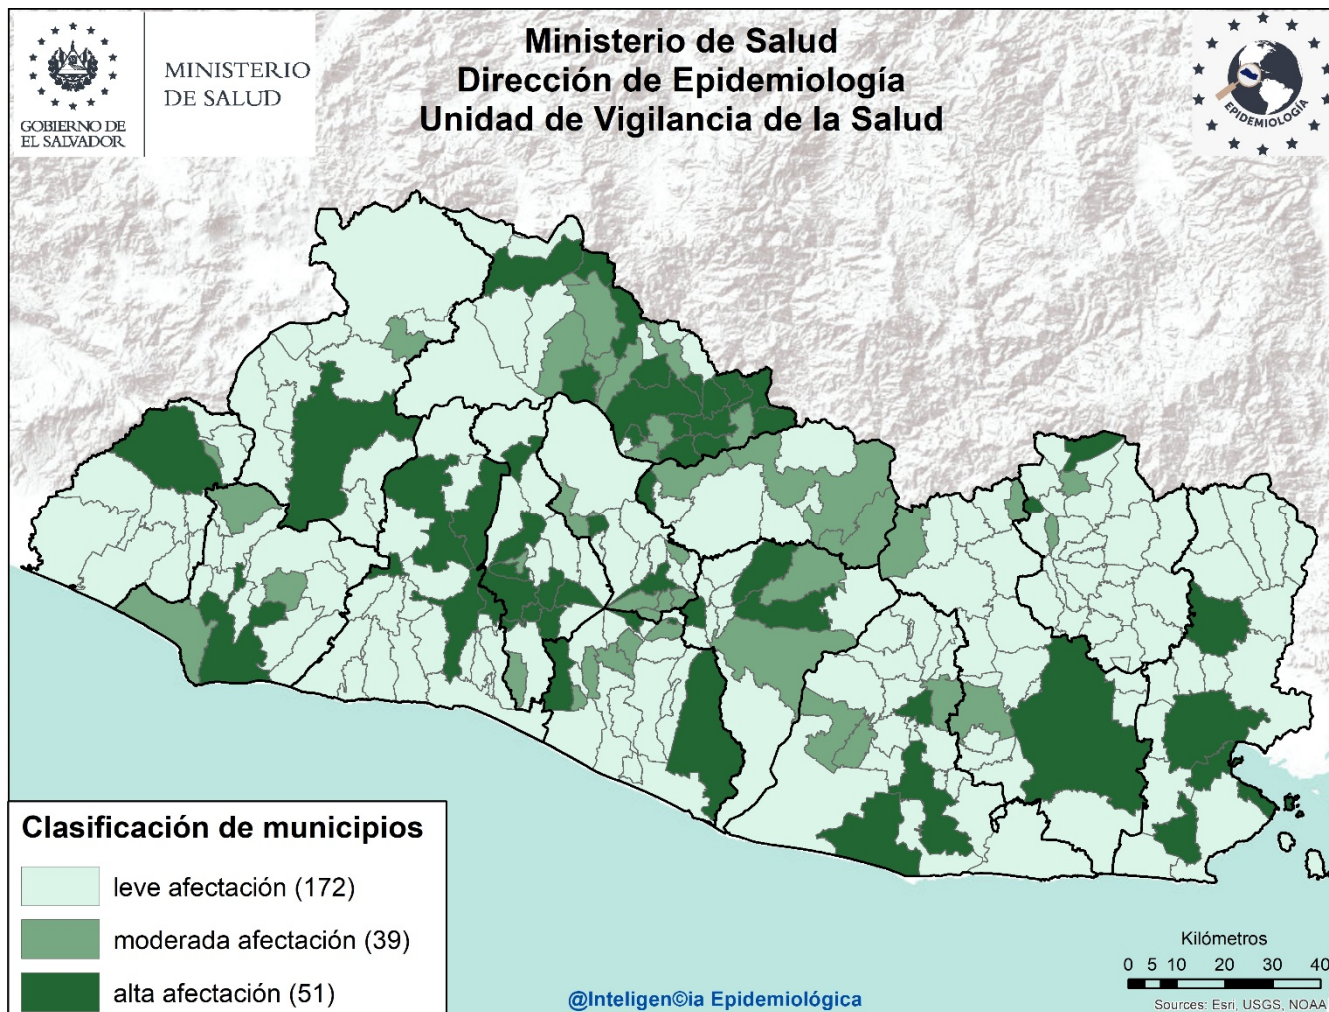 Ministerio de Salud
Dirección de Epidemiología
Unidad de Vigilancia de la Salud
MINISTERIO
DE SALUD
GOBIERNO DE
EL SALVADOR
EPIDEMIOLOGÍA
Clasificación de municipios
leve afectación (172)
moderada afectación (39)
alta afectación (51)
@Inteligen©ia Epidemiológica
Kilómetros
0 5 10 20 30 40
Sources: Esri, USGS, NOAA